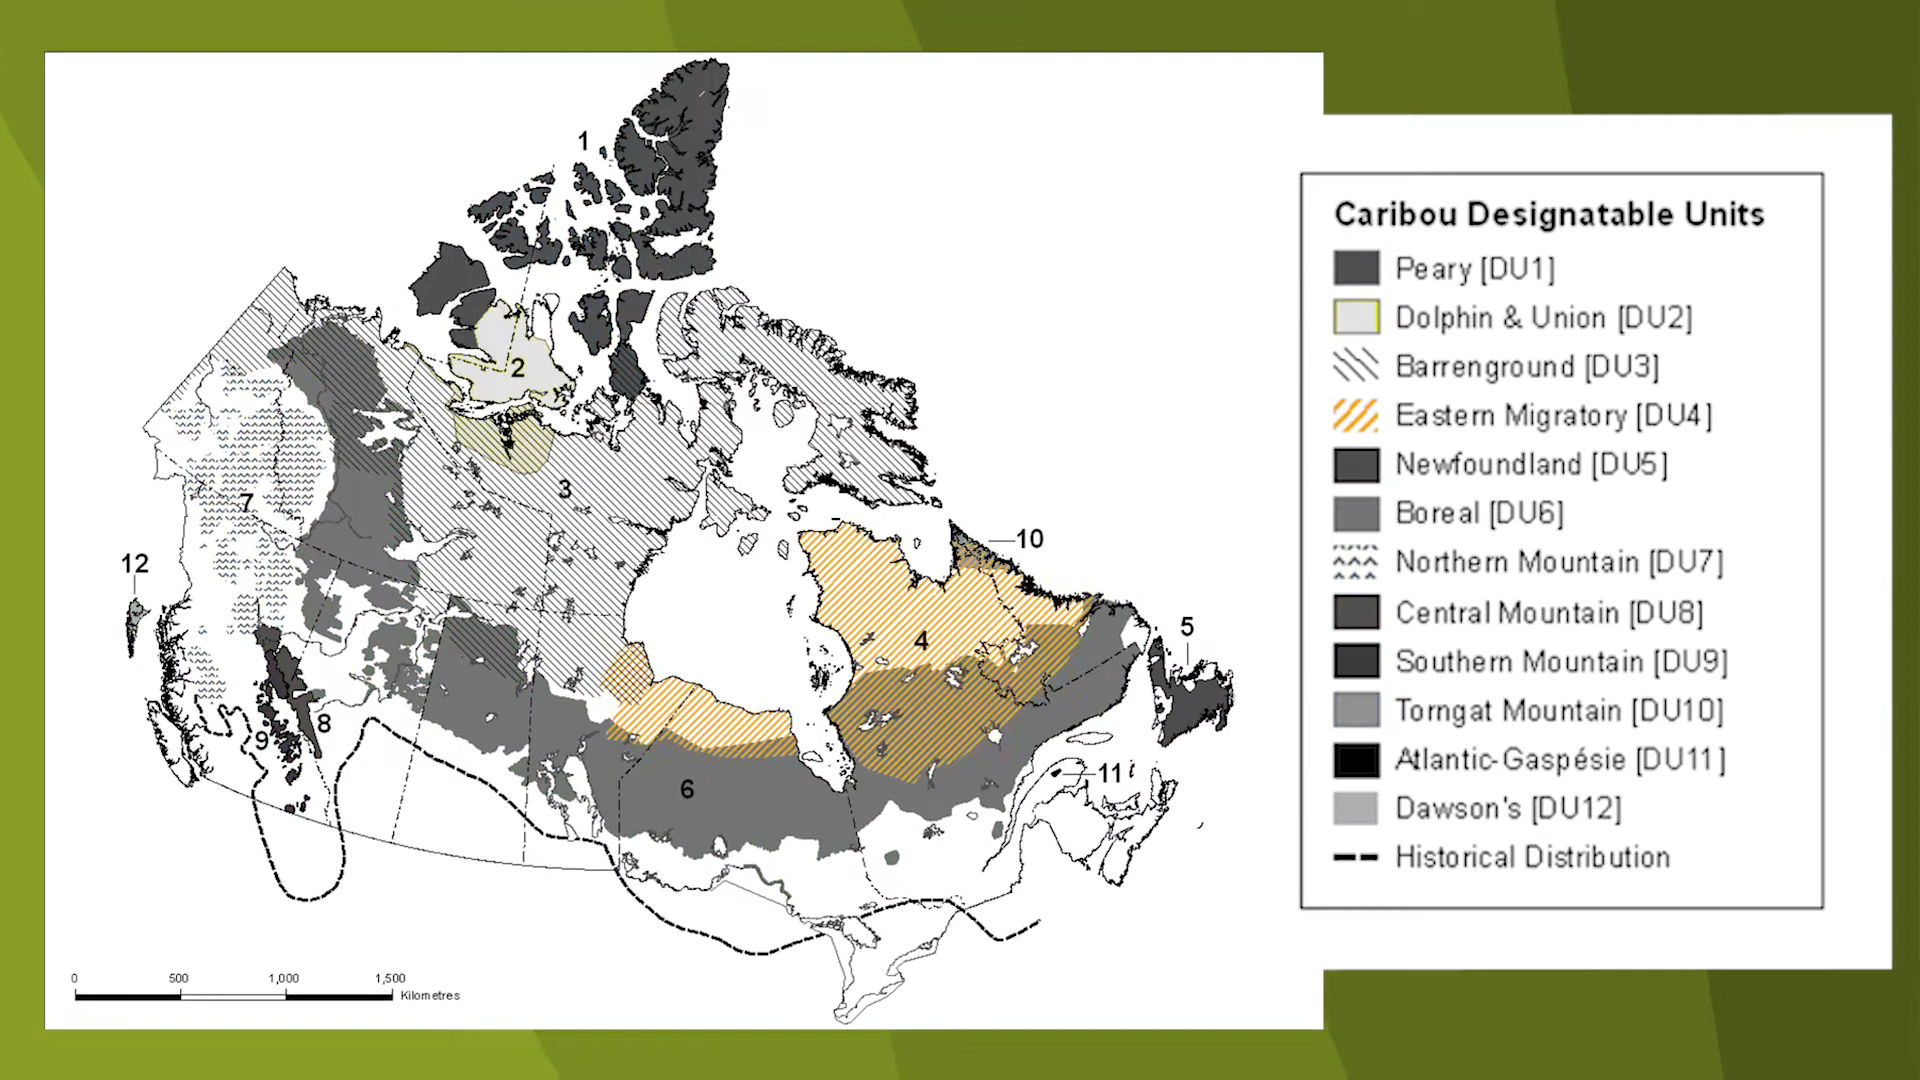 1
2
3
10
7
12
4
5
8
9
6
11
0 500 1,000 1,500
Kilometres
Caribou Designatable Units
Peary [DU1]
Dolphin & Union [DU2]
Barrenground [DU3]
Eastern Migratory [DU4]
Newfoundland [DU5]
Boreal [DU6]
Northern Mountain [DU7]
Central Mountain [DU8]
Southern Mountain [DU9]
Torngat Mountain [DU10]
Atlantic-Gaspésie [DU11]
Dawson's [DU12]
Historical Distribution